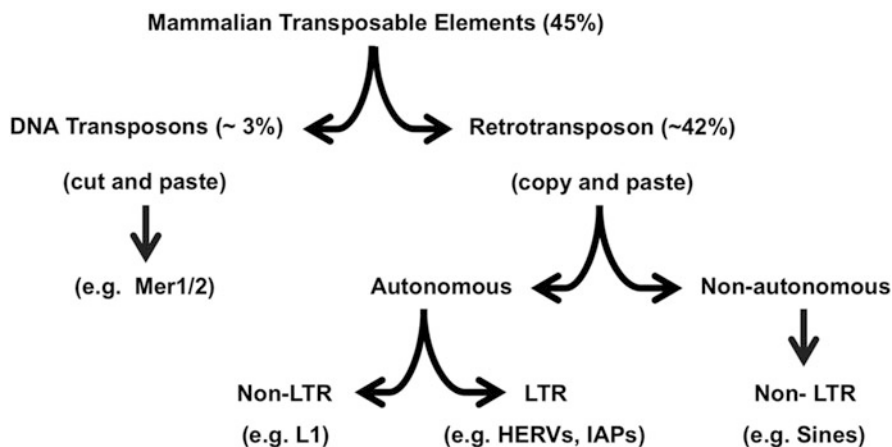 Mammalian Transposable Elements (45%)
DNA Transposons (~ 3%)
Retrotransposon (~42%)
(cut and paste)
(copy and paste)
(e.g. Mer1/2)
Autonomous
Non-autonomous
Non-LTR
LTR
Non- LTR
(e.g. L1)
(e.g. HERVs, IAPs)
(e.g. Sines)